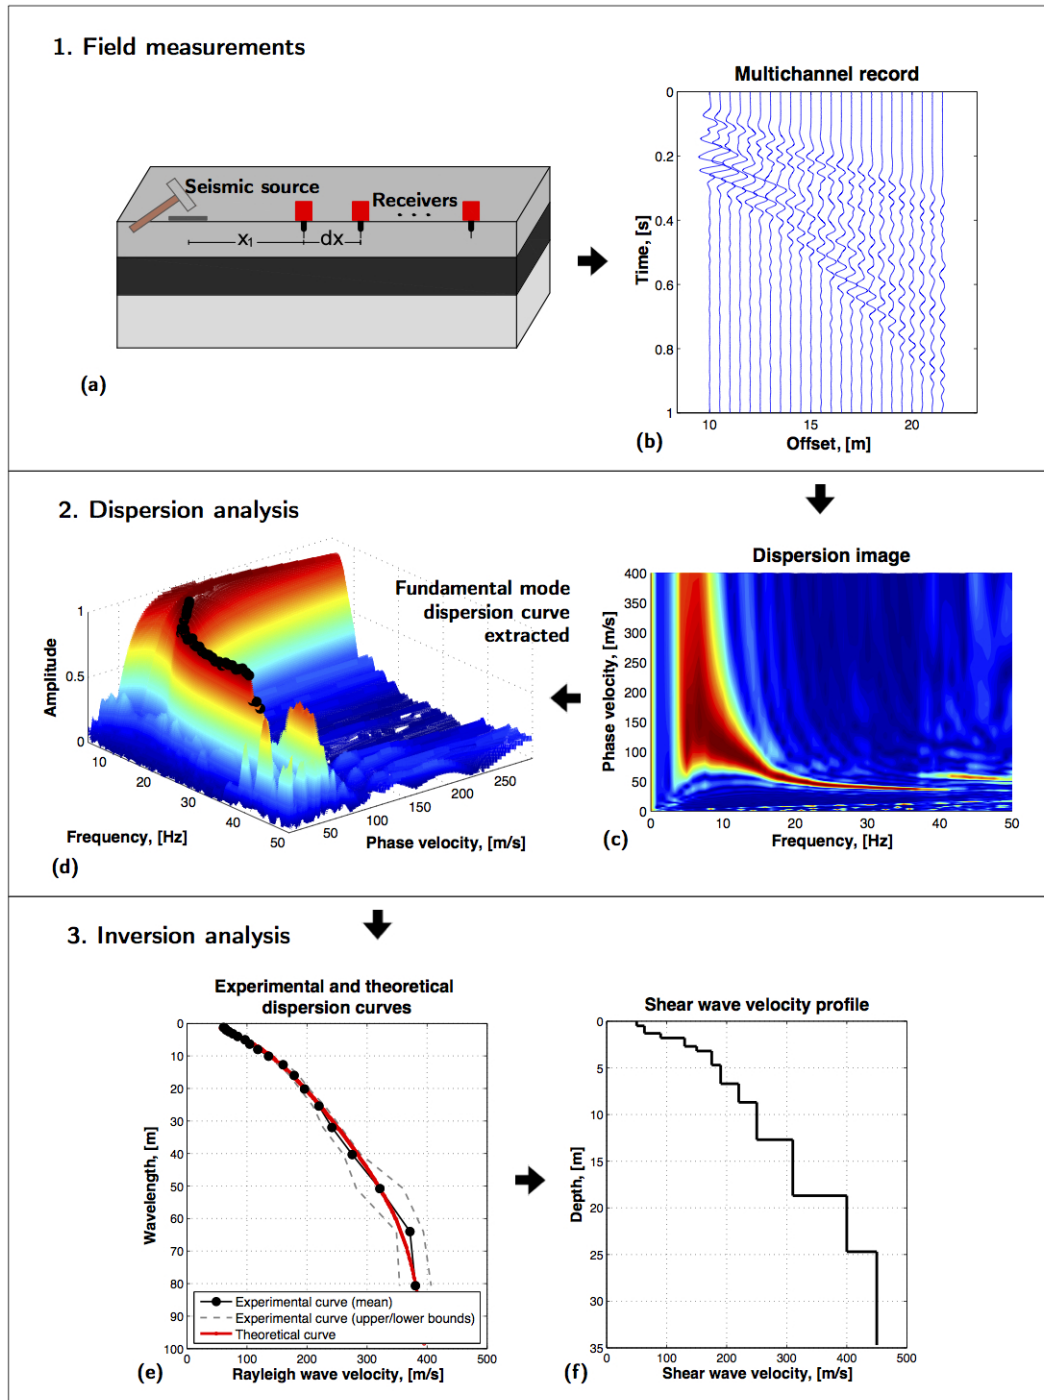 1. Field measurements
Seismic source
Receivers
x1
dx
(a)
Multichannel record
0
0.2
0.4
0.6
0.8
1
Time, [s]
10
15
20
Offset, [m]
(b)
2. Dispersion analysis
Fundamental mode
dispersion curve
extracted
1
0.5
0
Amplitude
10
20
30
40
50
Frequency, [Hz]
50
100
150
200
250
Phase velocity, [m/s]
(d)
Dispersion image
400
350
300
250
200
150
100
50
0
Phase velocity, [m/s]
0
10
20
30
40
50
Frequency, [Hz]
(c)
3. Inversion analysis
Experimental and theoretical
dispersion curves
0
10
20
30
40
50
60
70
80
90
100
Wavelength, [m]
Experimental curve (mean)
Experimental curve (upper/lower bounds)
Theoretical curve
0
100
200
300
400
500
Rayleigh wave velocity, [m/s]
(e)
Shear wave velocity profile
0
5
10
15
20
25
30
35
Depth, [m]
0
100
200
300
400
500
Shear wave velocity, [m/s]
(f)